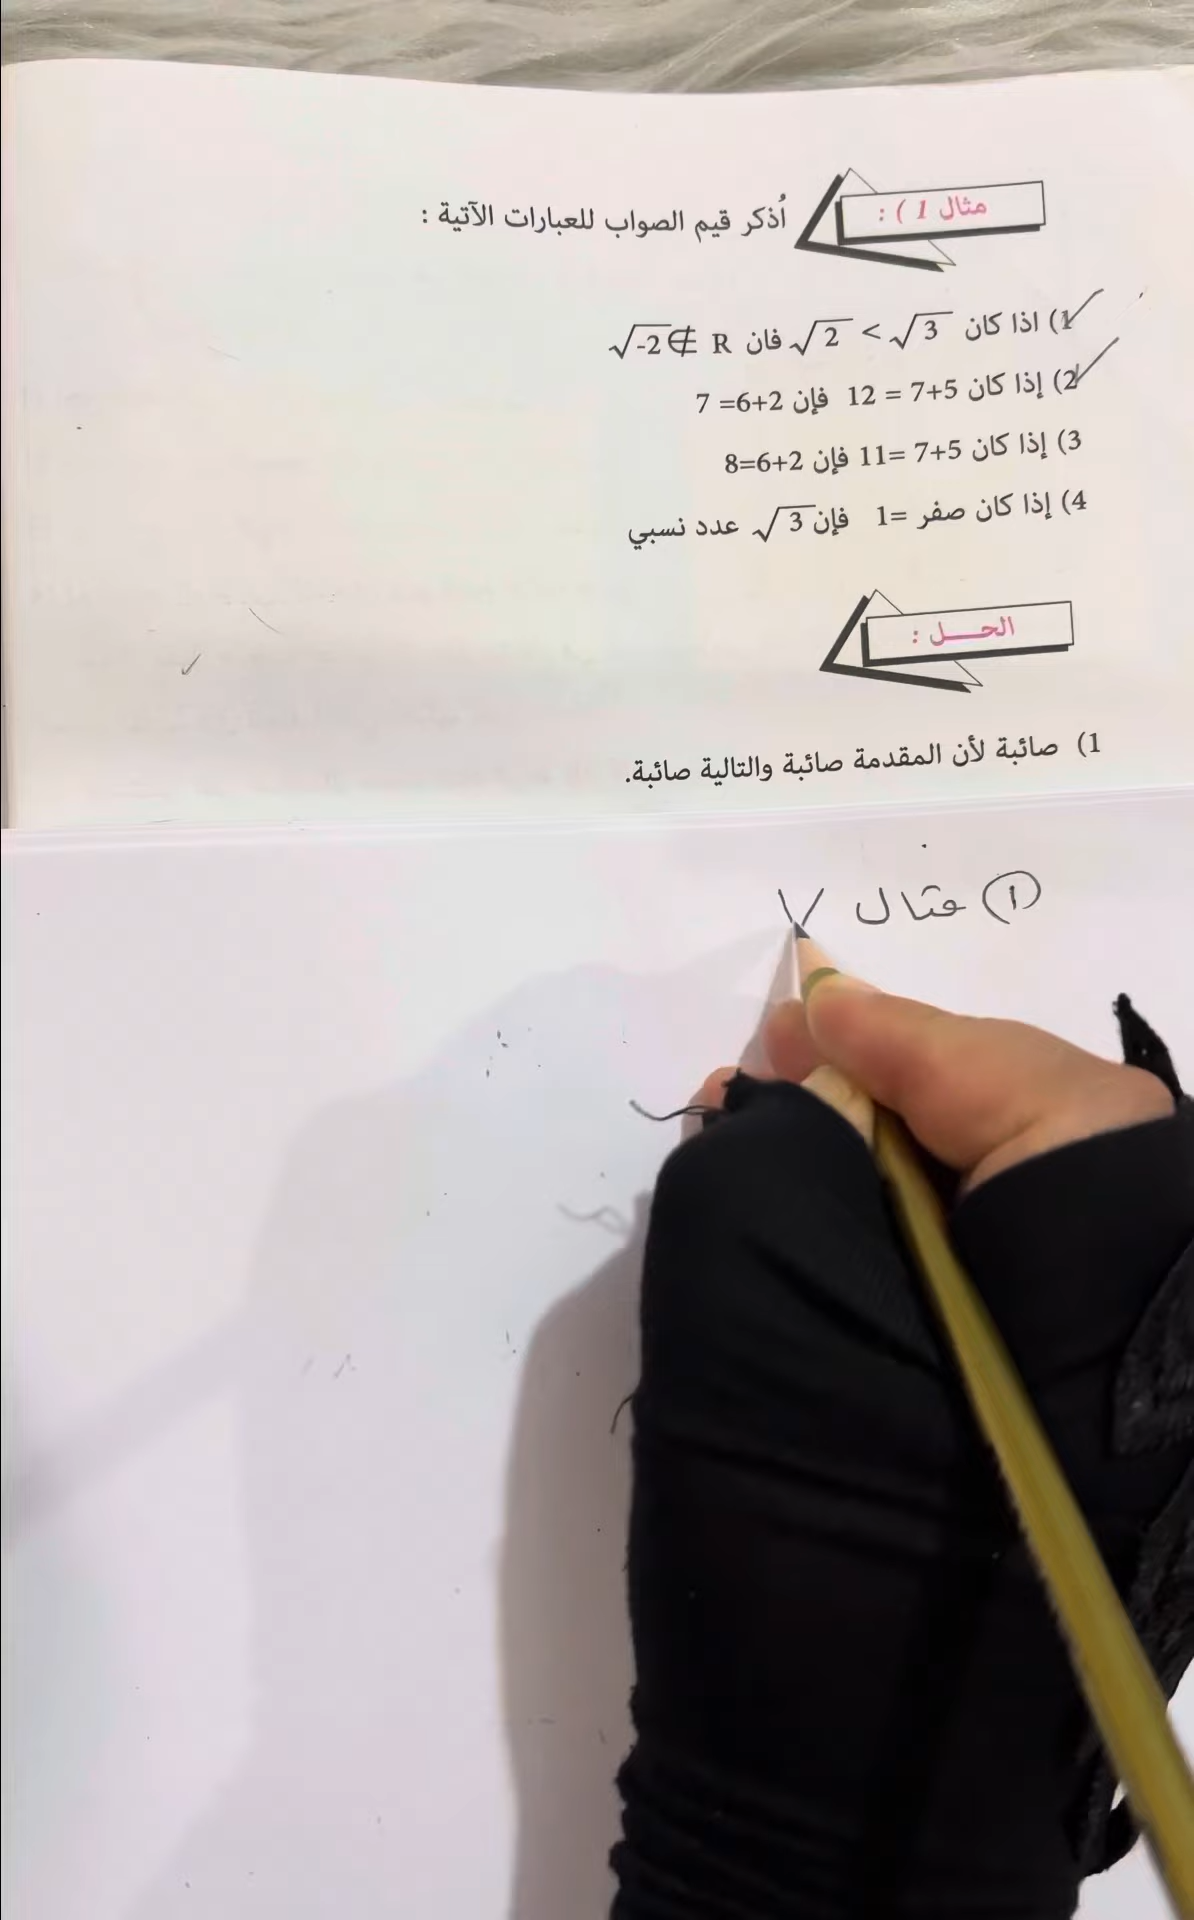 مثال 1 ) :
أذكر قيم الصواب للعبارات الآتية :
1) اذا كان √2 < √3 فان √-2 ∉ R
2) إذا كان 7+5 = 12 فإن 6+2= 7
3) إذا كان 7+5 =11 فإن 6+2=8
4) إذا كان صفر =1 فإن √3 عدد نسبي
الحـــل :
1) صائبة لأن المقدمة صائبة والتالية صائبة.
① مثال